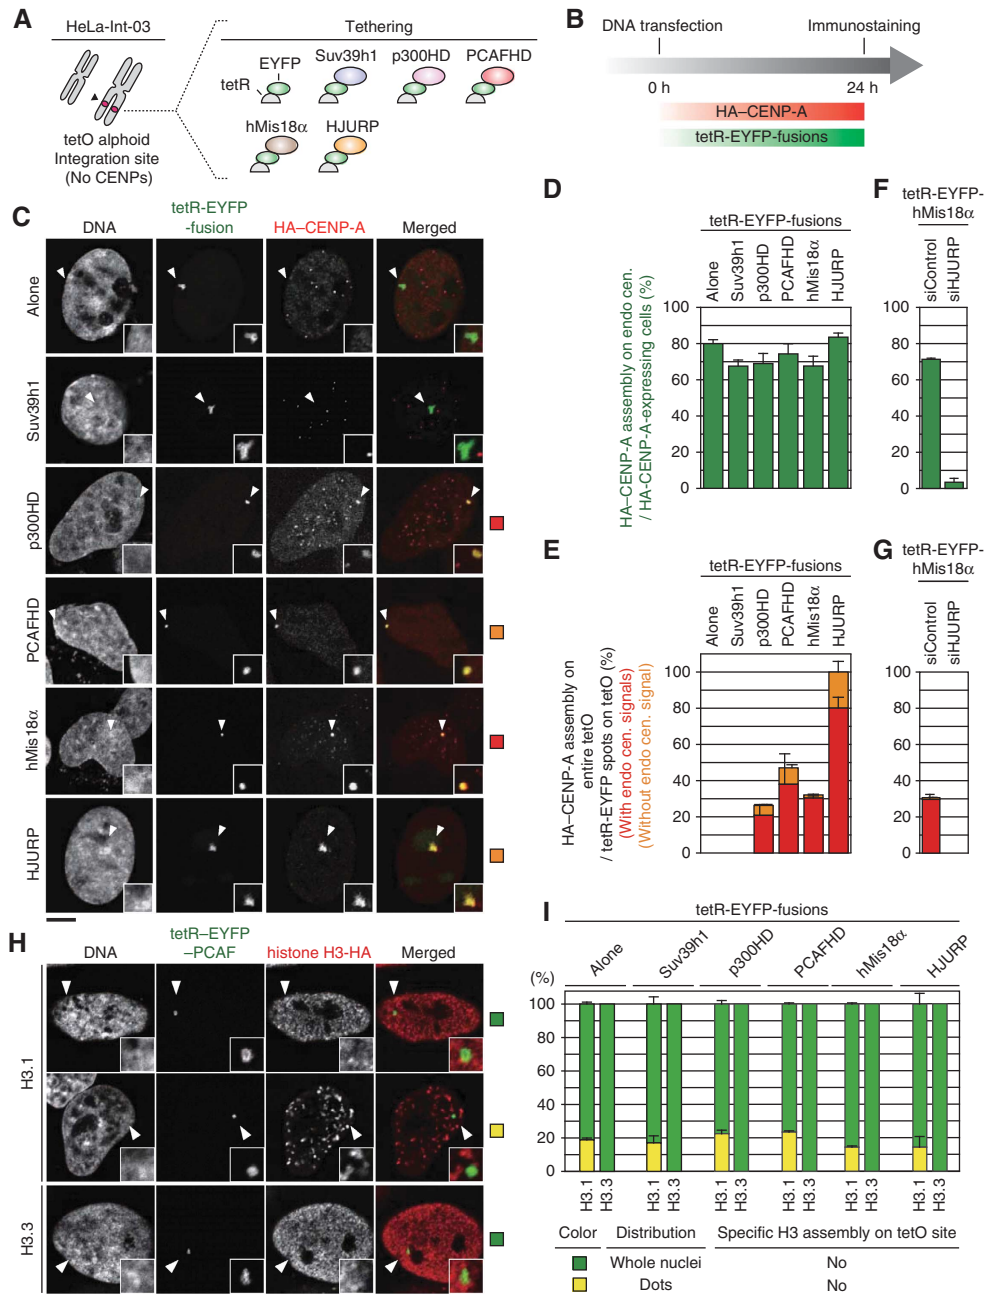 A
HeLa-Int-03
Tethering
EYFP
tetR
Suv39h1
p300HD
PCAFHD
hMis18α
HJURP
tetO alphoid
Integration site
(No CENPs)
B
DNA transfection
Immunostaining
0 h
24 h
HA–CENP-A
tetR-EYFP-fusions
C
DNA
tetR-EYFP
-fusion
HA–CENP-A
Merged
Alone
Suv39h1
p300HD
PCAFHD
hMis18α
HJURP
D
tetR-EYFP-fusions
Alone
Suv39h1
p300HD
PCAFHD
hMis18α
HJURP
HA–CENP-A assembly on endo cen.
/ HA-CENP-A-expressing cells (%)
100
80
60
40
20
0
F
tetR-EYFP-
hMis18α
siControl
siHJURP
100
80
60
40
20
0
E
tetR-EYFP-fusions
Alone
Suv39h1
p300HD
PCAFHD
hMis18α
HJURP
HA–CENP-A assembly on
entire tetO
/ tetR-EYFP spots on tetO (%)
(With endo cen. signals)
(Without endo cen. signal)
100
80
60
40
20
0
G
tetR-EYFP-
hMis18α
siControl
siHJURP
100
80
60
40
20
0
H
DNA
tetR–EYFP
–PCAF
histone H3-HA
Merged
H3.1
H3.3
I
tetR-EYFP-fusions
Alone
Suv39h1
p300HD
PCAFHD
hMis18α
HJURP
(%)
100
80
60
40
20
0
H3.1
H3.3
H3.1
H3.3
H3.1
H3.3
H3.1
H3.3
H3.1
H3.3
H3.1
H3.3
Color
Distribution
Specific H3 assembly on tetO site
Whole nuclei
No
Dots
No